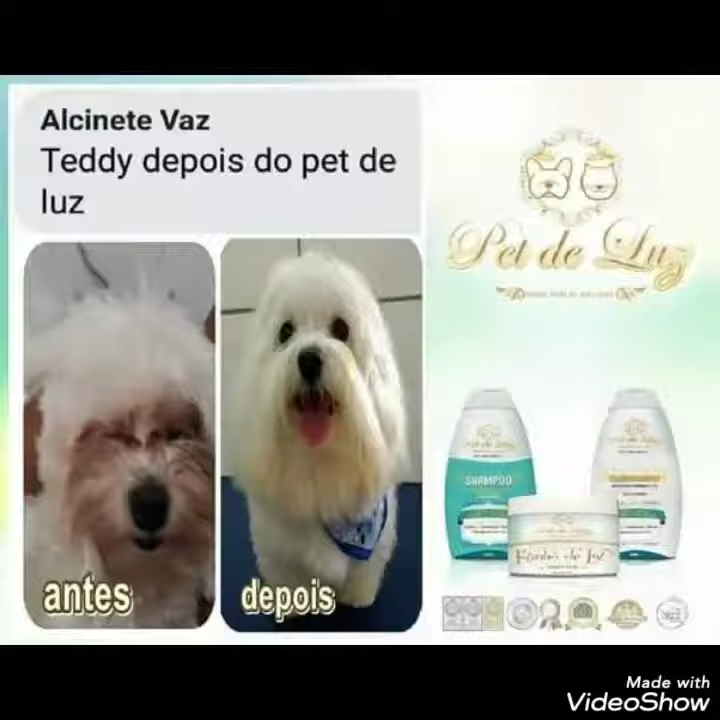 Alcinete Vaz
Teddy depois do pet de
luz
antes
depois
Pet de Luz
SHAMPOO
Made with
VideoShow